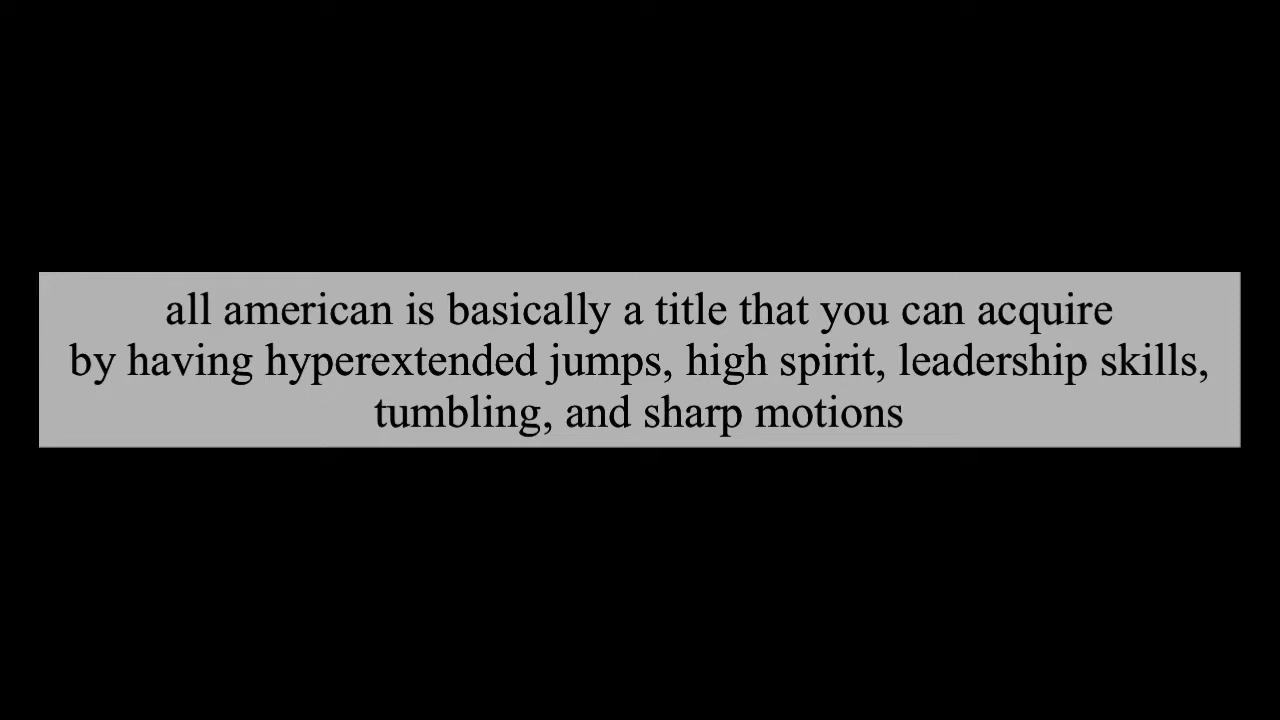 all american is basically a title that you can acquire
by having hyperextended jumps, high spirit, leadership skills,
tumbling, and sharp motions